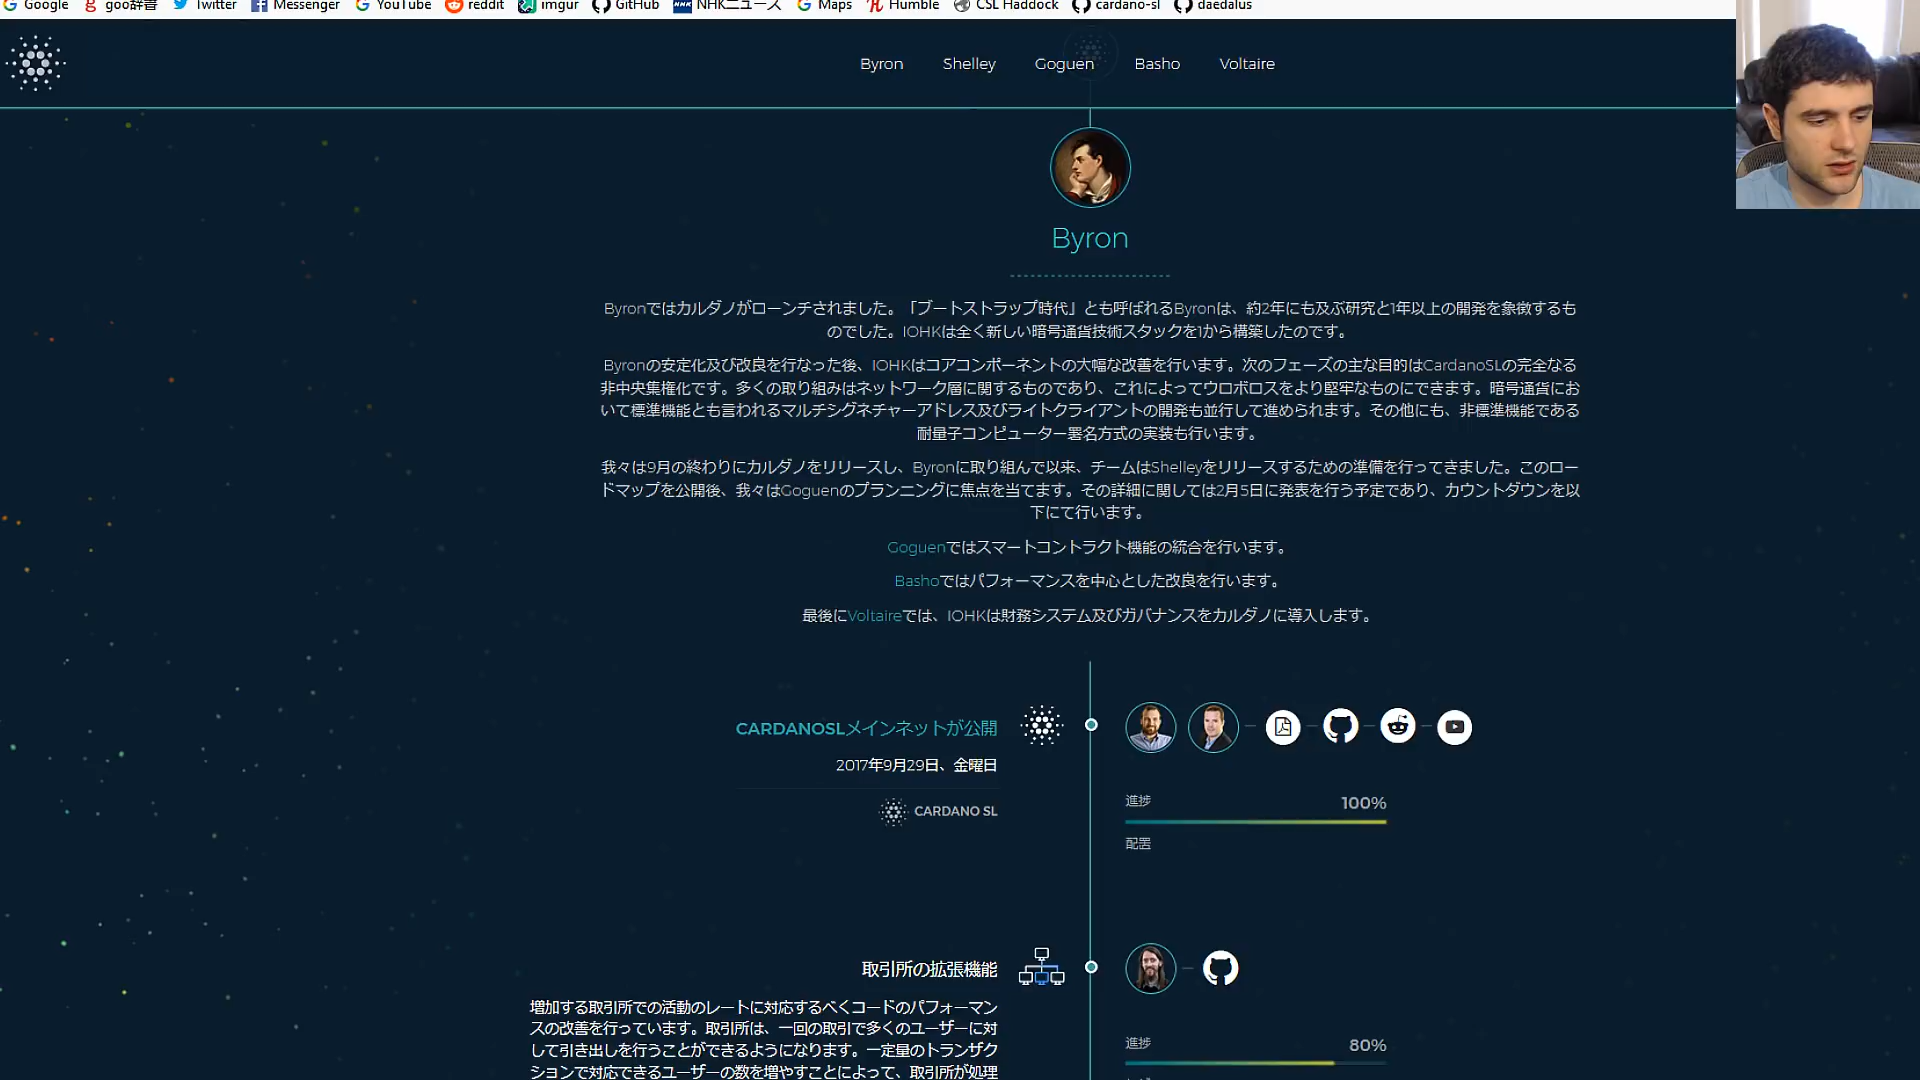 Google goo辞書 Twitter Messenger YouTube reddit imgur GitHub NHKニュース Maps Humble CSL Haddock cardano-sl daedalus
Byron Shelley Goguen Basho Voltaire
Byron
Byronではカルダノがローンチされました。「ブートストラップ時代」とも呼ばれるByronは、約2年にも及ぶ研究と1年以上の開発を象徴するも
のでした。IOHKは全く新しい暗号通貨技術スタックを1から構築したのです。
Byronの安定化及び改良を行なった後、IOHKはコアコンポーネントの大幅な改善を行います。次のフェーズの主な目的はCardanoSLの完全なる
非中央集権化です。多くの取り組みはネットワーク層に関するものであり、これによってウロボロスをより堅牢なものにできます。暗号通貨にお
いて標準機能とも言われるマルチシグネチャーアドレス及びライトクライアントの開発も並行して進められます。その他にも、非標準機能である
耐量子コンピューター署名方式の実装も行います。
我々は9月の終わりにカルダノをリリースし、Byronに取り組んで以来、チームはShelleyをリリースするための準備を行ってきました。このロー
ドマップを公開後、我々はGoguenのプランニングに焦点を当てます。その詳細に関しては2月5日に発表を行う予定であり、カウントダウンを以
下にて行います。
Goguenではスマートコントラクト機能の統合を行います。
Bashoではパフォーマンスを中心とした改良を行います。
最後にVoltaireでは、IOHKは財務システム及びガバナンスをカルダノに導入します。
CARDANOSLメインネットが公開
2017年9月29日、金曜日
CARDANO SL
進捗 100%
配置
取引所の拡張機能
増加する取引所での活動のレートに対応するべくコードのパフォーマン
スの改善を行っています。取引所は、一回の取引で多くのユーザーに対
して引き出しを行うことができるようになります。一定量のトランザク
ションで対応できるユーザーの数を増やすことによって、取引所が処理
進捗 80%